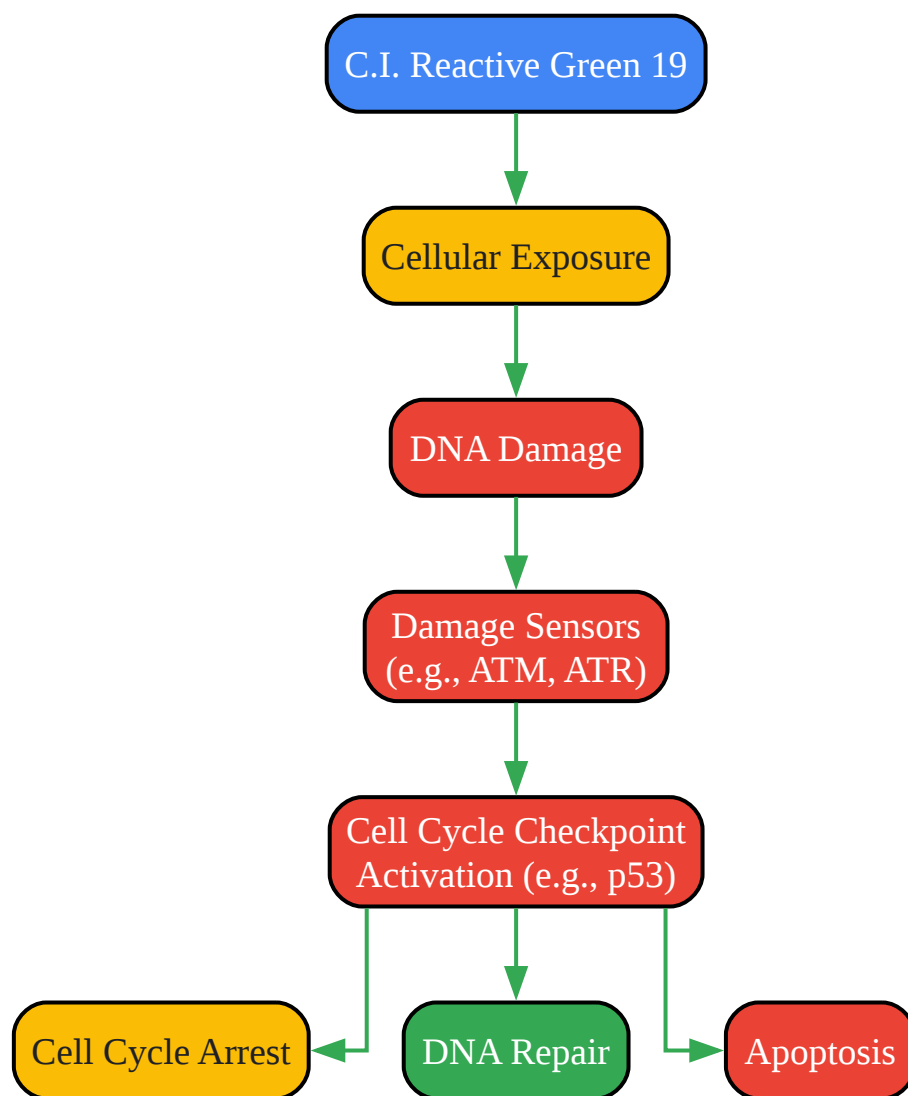 C.I. Reactive Green 19
Cellular Exposure
DNA Damage
Damage Sensors
(e.g., ATM, ATR)
Cell Cycle Checkpoint
Activation (e.g., p53)
Cell Cycle Arrest
DNA Repair
Apoptosis